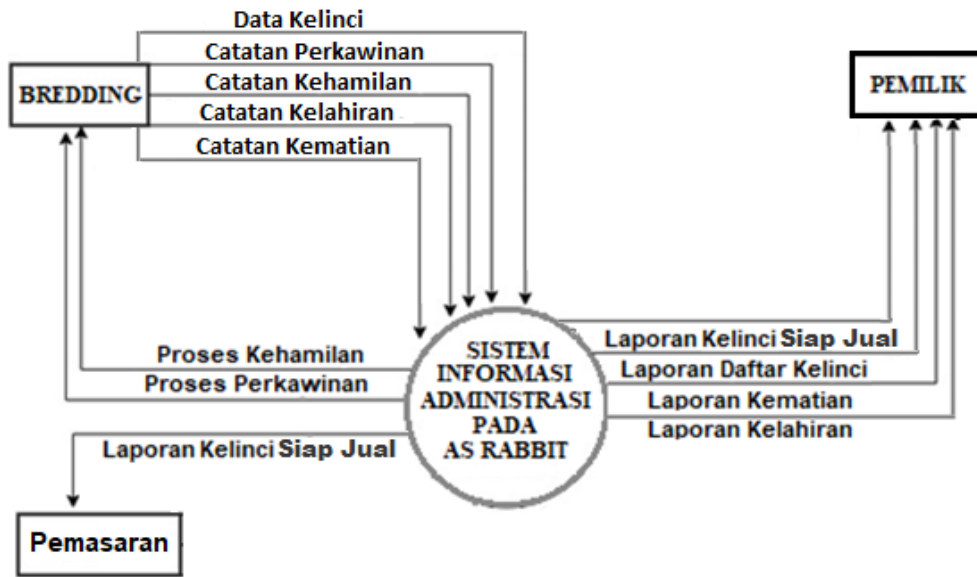 Data Kelinci
Catatan Perkawinan
Catatan Kehamilan
Catatan Kelahiran
Catatan Kematian
BREDDING
PEMILIK
Proses Kehamilan
Proses Perkawinan
Laporan Kelinci Siap Jual
SISTEM
INFORMASI
ADMINISTRASI
PADA
AS RABBIT
Laporan Kelinci Siap Jual
Laporan Daftar Kelinci
Laporan Kematian
Laporan Kelahiran
Pemasaran